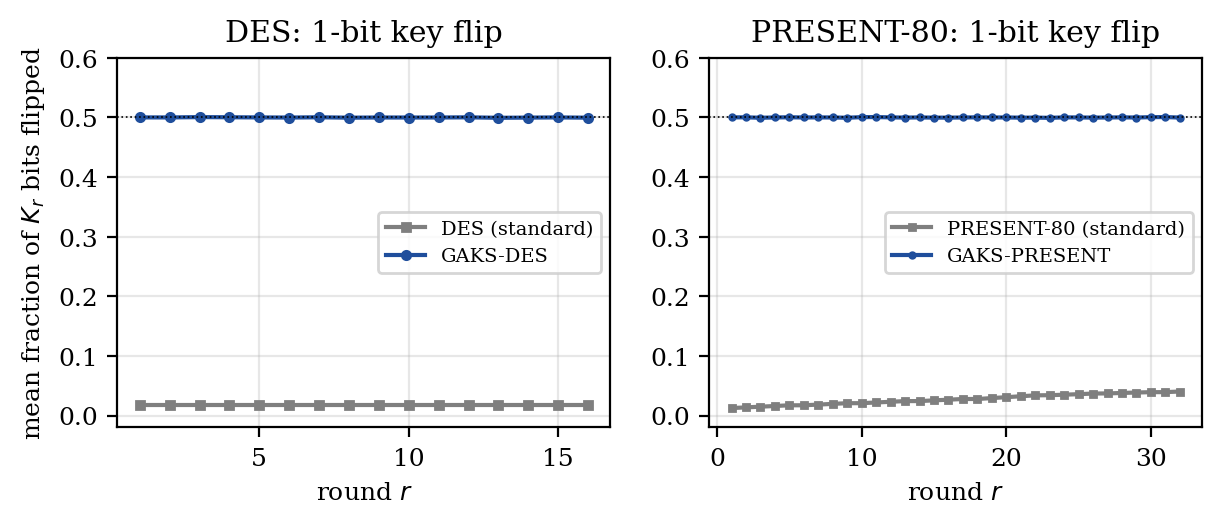 DES: 1-bit key flip
mean fraction of K_r bits flipped
0.6
0.5
0.4
0.3
0.2
0.1
0.0
DES (standard)
GAKS-DES
5 10 15
round r
PRESENT-80: 1-bit key flip
0.6
0.5
0.4
0.3
0.2
0.1
0.0
PRESENT-80 (standard)
GAKS-PRESENT
0 10 20 30
round r